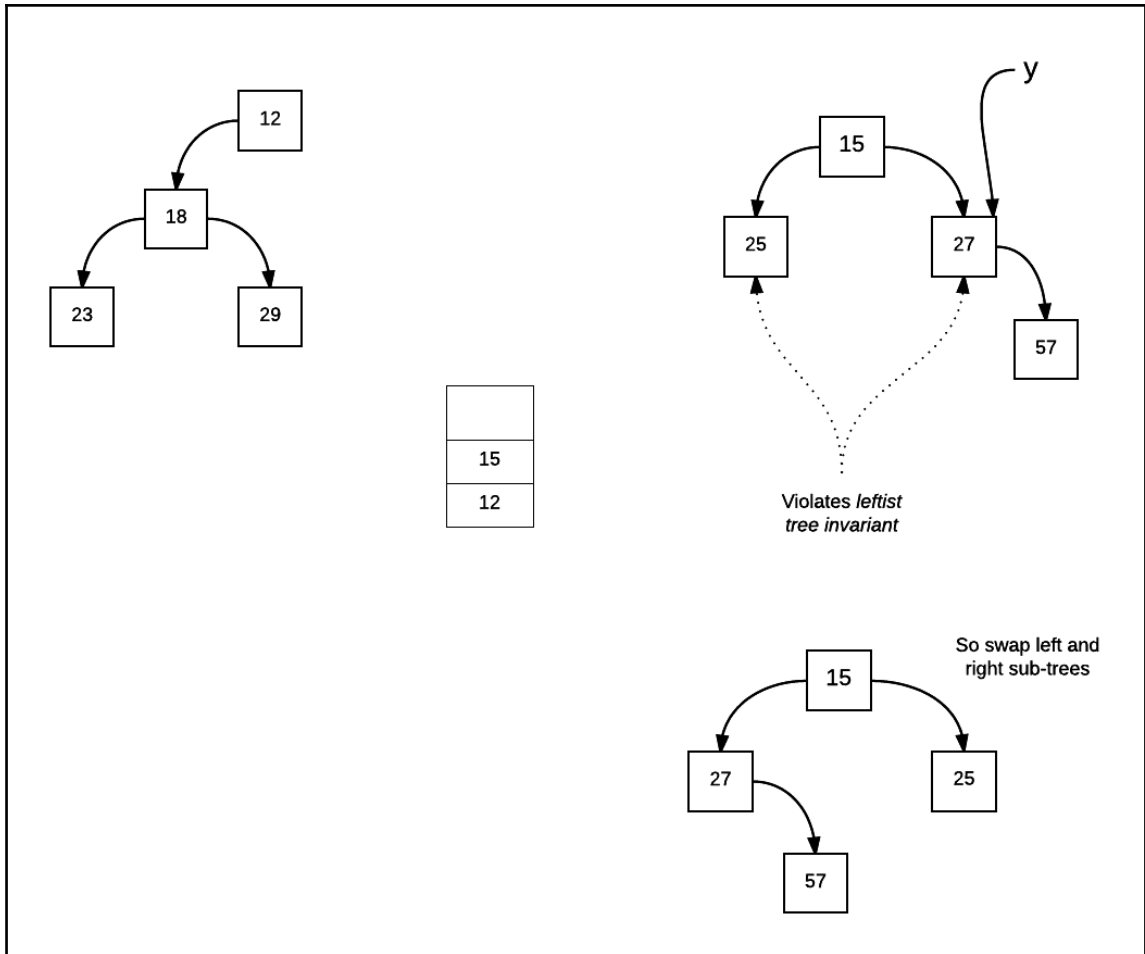 12
18
23
29
y
15
25
27
57
15
12
Violates leftist
tree invariant
So swap left and
right sub-trees
15
27
25
57